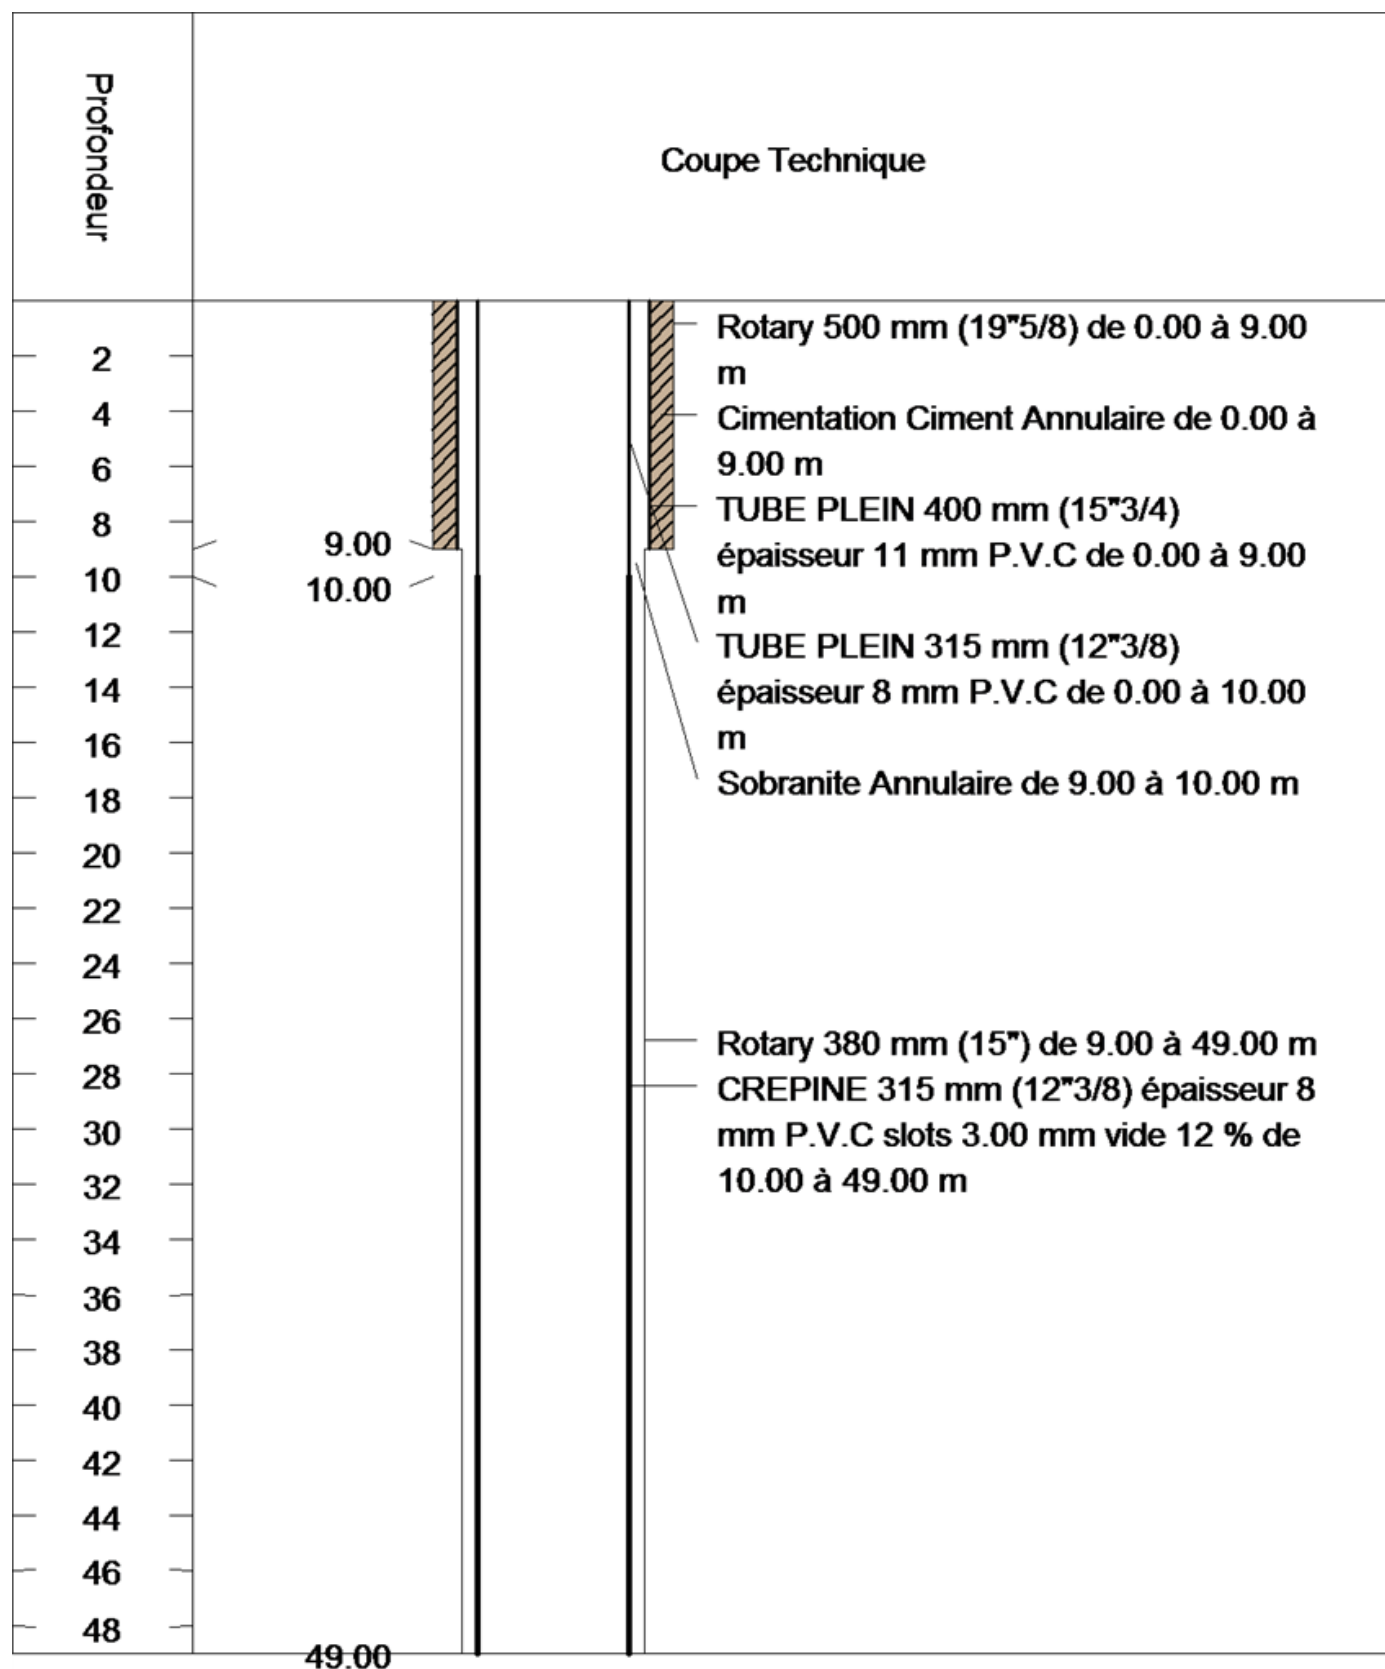 Profondeur
Coupe Technique
Rotary 500 mm (19"5/8) de 0.00 à 9.00
m
Cimentation Ciment Annulaire de 0.00 à
9.00 m
TUBE PLEIN 400 mm (15"3/4)
épaisseur 11 mm P.V.C de 0.00 à 9.00
m
TUBE PLEIN 315 mm (12"3/8)
épaisseur 8 mm P.V.C de 0.00 à 10.00
m
Sobranite Annulaire de 9.00 à 10.00 m
Rotary 380 mm (15") de 9.00 à 49.00 m
CREPINE 315 mm (12"3/8) épaisseur 8
mm P.V.C slots 3.00 mm vide 12 % de
10.00 à 49.00 m
2
4
6
8
10
12
14
16
18
20
22
24
26
28
30
32
34
36
38
40
42
44
46
48
9.00
10.00
49.00